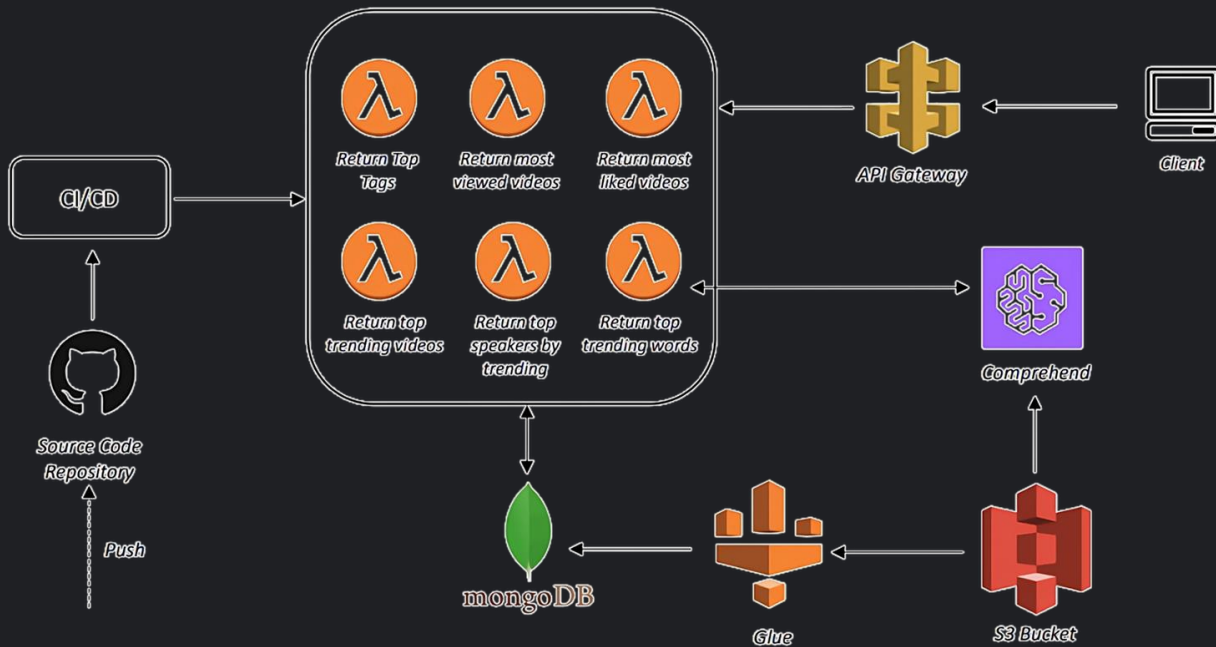 Return Top
Tags
Return most
viewed videos
Return most
liked videos
API Gateway
Client
CI/CD
Return top
trending videos
Return top
speakers by
trending
Return top
trending words
Comprehend
Source Code
Repository
Push
mongoDB
Glue
S3 Bucket